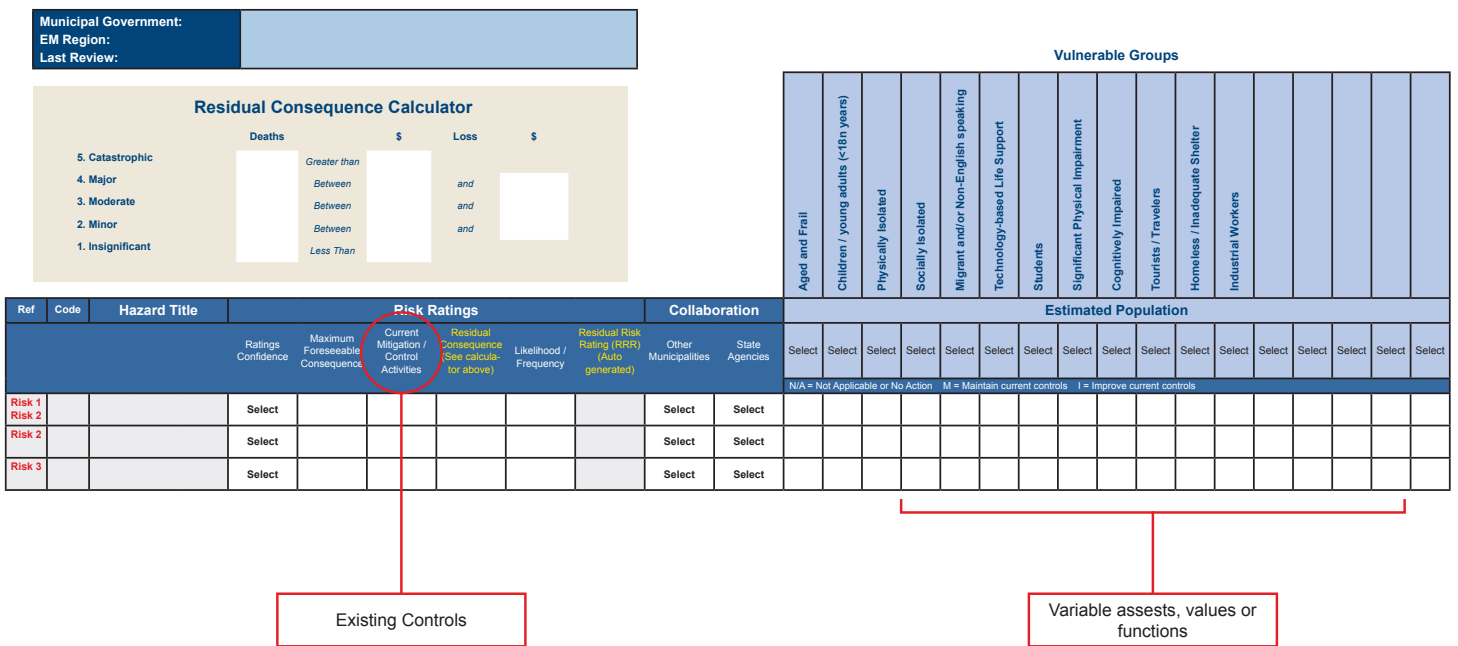 Municipal Government:
EM Region:
Last Review:
Vulnerable Groups
Residual Consequence Calculator
Deaths $ Loss $
5. Catastrophic Greater than
4. Major Between and
3. Moderate Between and
2. Minor Between and
1. Insignificant Less Than
Aged and Frail
Children / young adults (<18n years)
Physically Isolated
Socially Isolated
Migrant and/or Non-English speaking
Technology-based Life Support
Students
Significant Physical Impairment
Cognitively Impaired
Tourists / Travelers
Homeless / Inadequate Shelter
Industrial Workers
Ref Code Hazard Title Risk Ratings Collaboration Estimated Population
Ratings
Confidence
Maximum
Foreseeable
Consequence
Current
Mitigation /
Control
Activities
Residual
Consequence
(See calcula-
tor above)
Likelihood /
Frequency
Residual Risk
Rating (RRR)
(Auto
generated)
Other
Municipalities
State
Agencies
Select Select Select Select Select Select Select Select Select Select Select Select Select Select Select Select Select
N/A = Not Applicable or No Action M = Maintain current controls I = Improve current controls
Risk 1
Risk 2
Select Select Select
Risk 2
Select Select Select
Risk 3
Select Select Select
Existing Controls
Variable assests, values or
functions